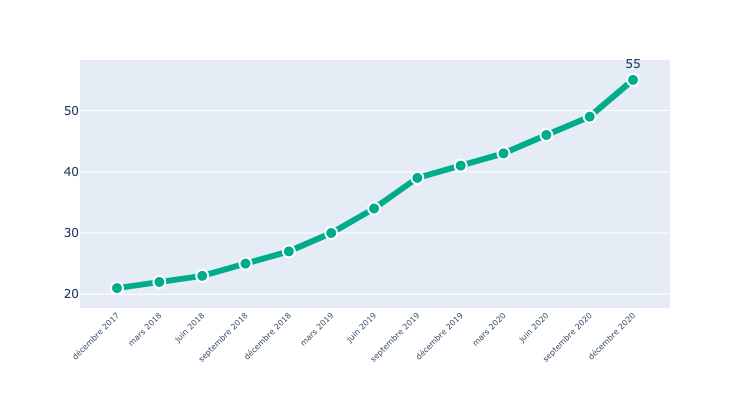 55
50
40
30
20
décembre 2017
mars 2018
juin 2018
septembre 2018
décembre 2018
mars 2019
juin 2019
septembre 2019
décembre 2019
mars 2020
juin 2020
septembre 2020
décembre 2020